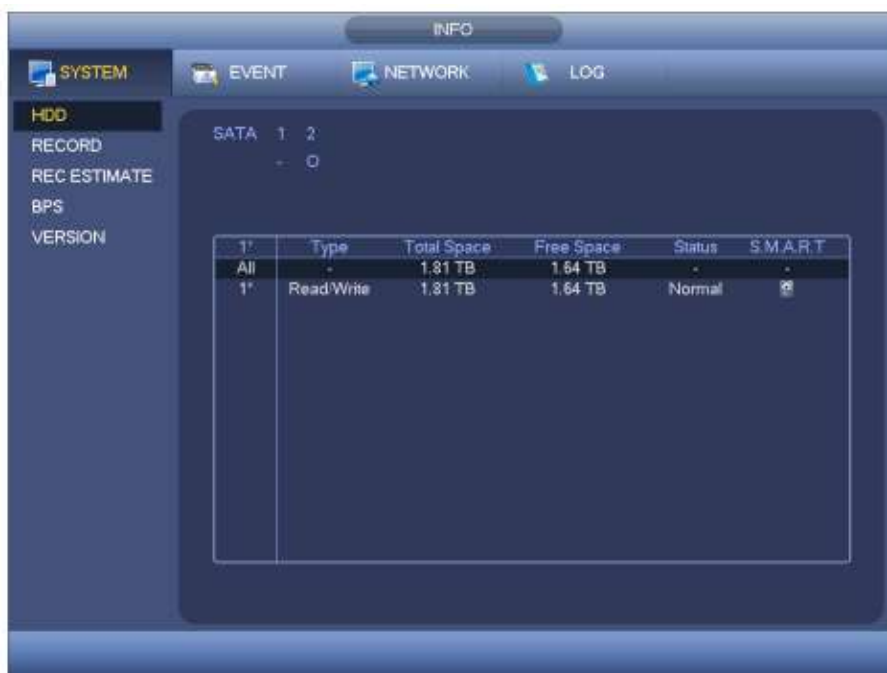 INFO
SYSTEM EVENT NETWORK LOG
HDD
RECORD
REC ESTIMATE
BPS
VERSION
SATA 1 2
- O
1* Type Total Space Free Space Status S.M.A.R.T
All - 1.81 TB 1.64 TB - -
1* Read/Write 1.81 TB 1.64 TB Normal